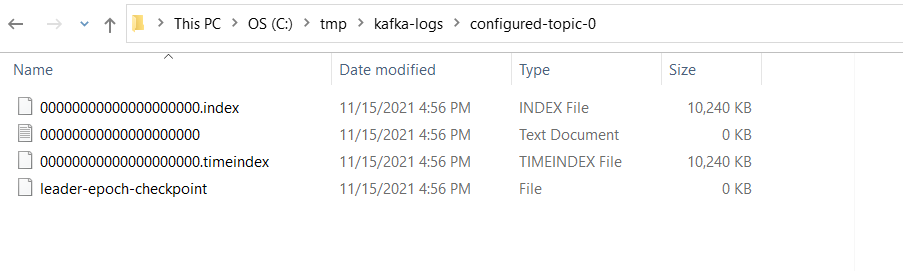 This PC > OS (C:) > tmp > kafka-logs > configured-topic-0
Name Date modified Type Size
00000000000000000000.index 11/15/2021 4:56 PM INDEX File 10,240 KB
00000000000000000000 11/15/2021 4:56 PM Text Document 0 KB
00000000000000000000.timeindex 11/15/2021 4:56 PM TIMEINDEX File 10,240 KB
leader-epoch-checkpoint 11/15/2021 4:56 PM File 0 KB